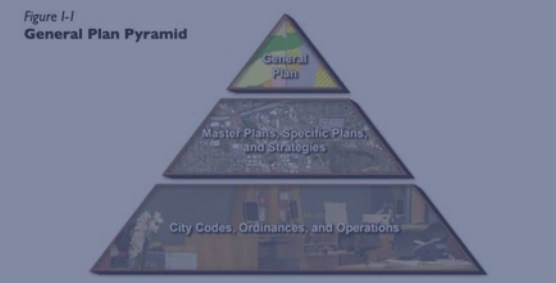 Figure 1-1
General Plan Pyramid
General
Plan
Master Plans, Specific Plans,
and Strategies
City Codes, Ordinances, and Operations